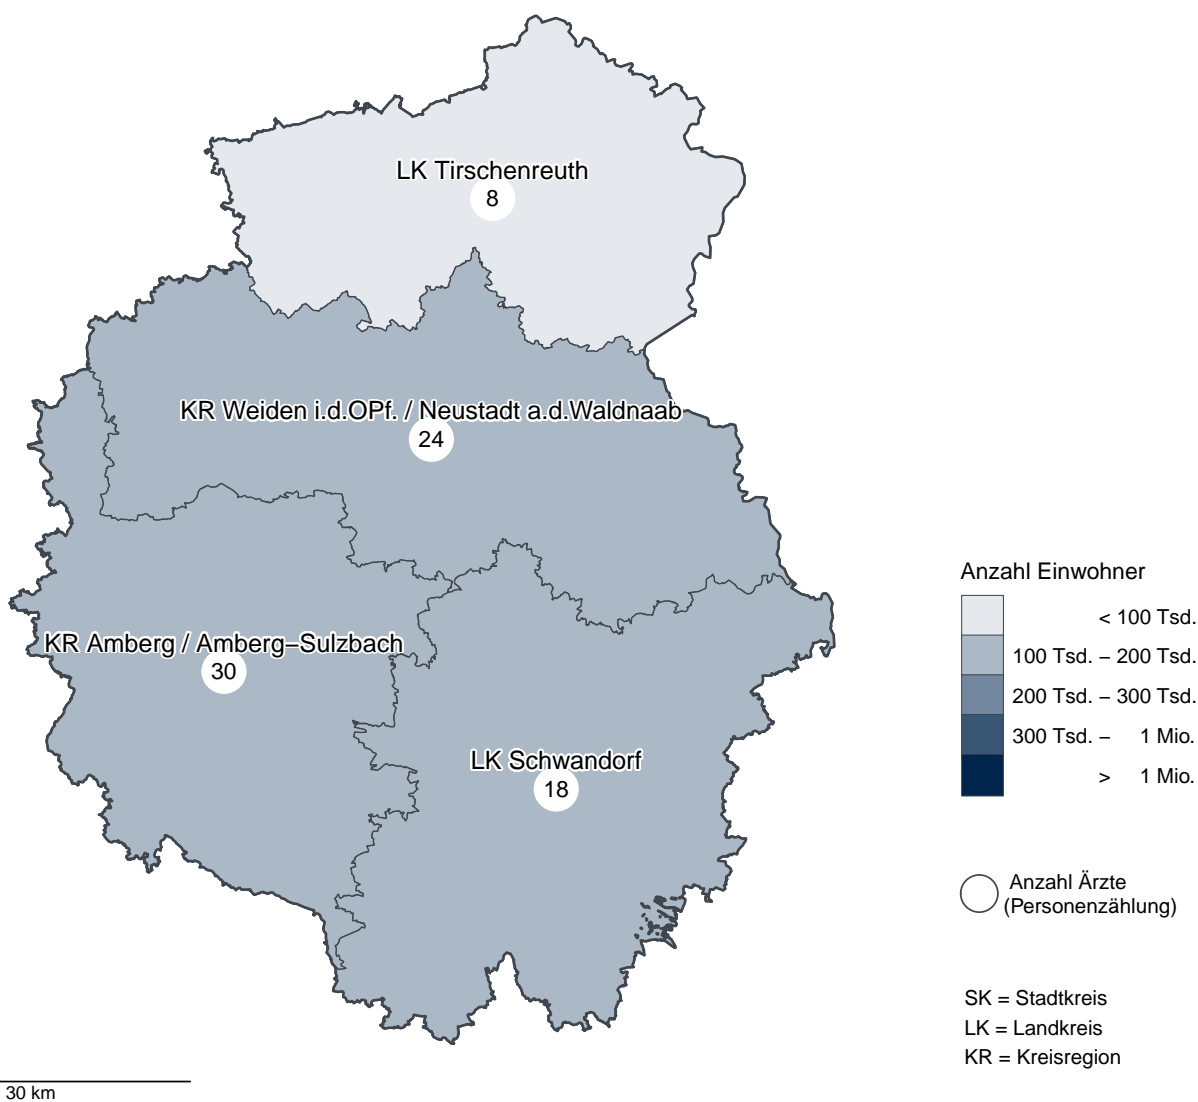 LK Tirschenreuth
8
KR Weiden i.d.OPf. / Neustadt a.d.Waldnaab
24
KR Amberg / Amberg−Sulzbach
30
LK Schwandorf
18
Anzahl Einwohner
< 100 Tsd.
100 Tsd. − 200 Tsd.
200 Tsd. − 300 Tsd.
300 Tsd. − 1 Mio.
> 1 Mio.
Anzahl Ärzte
(Personenzählung)
SK = Stadtkreis
LK = Landkreis
KR = Kreisregion
30 km